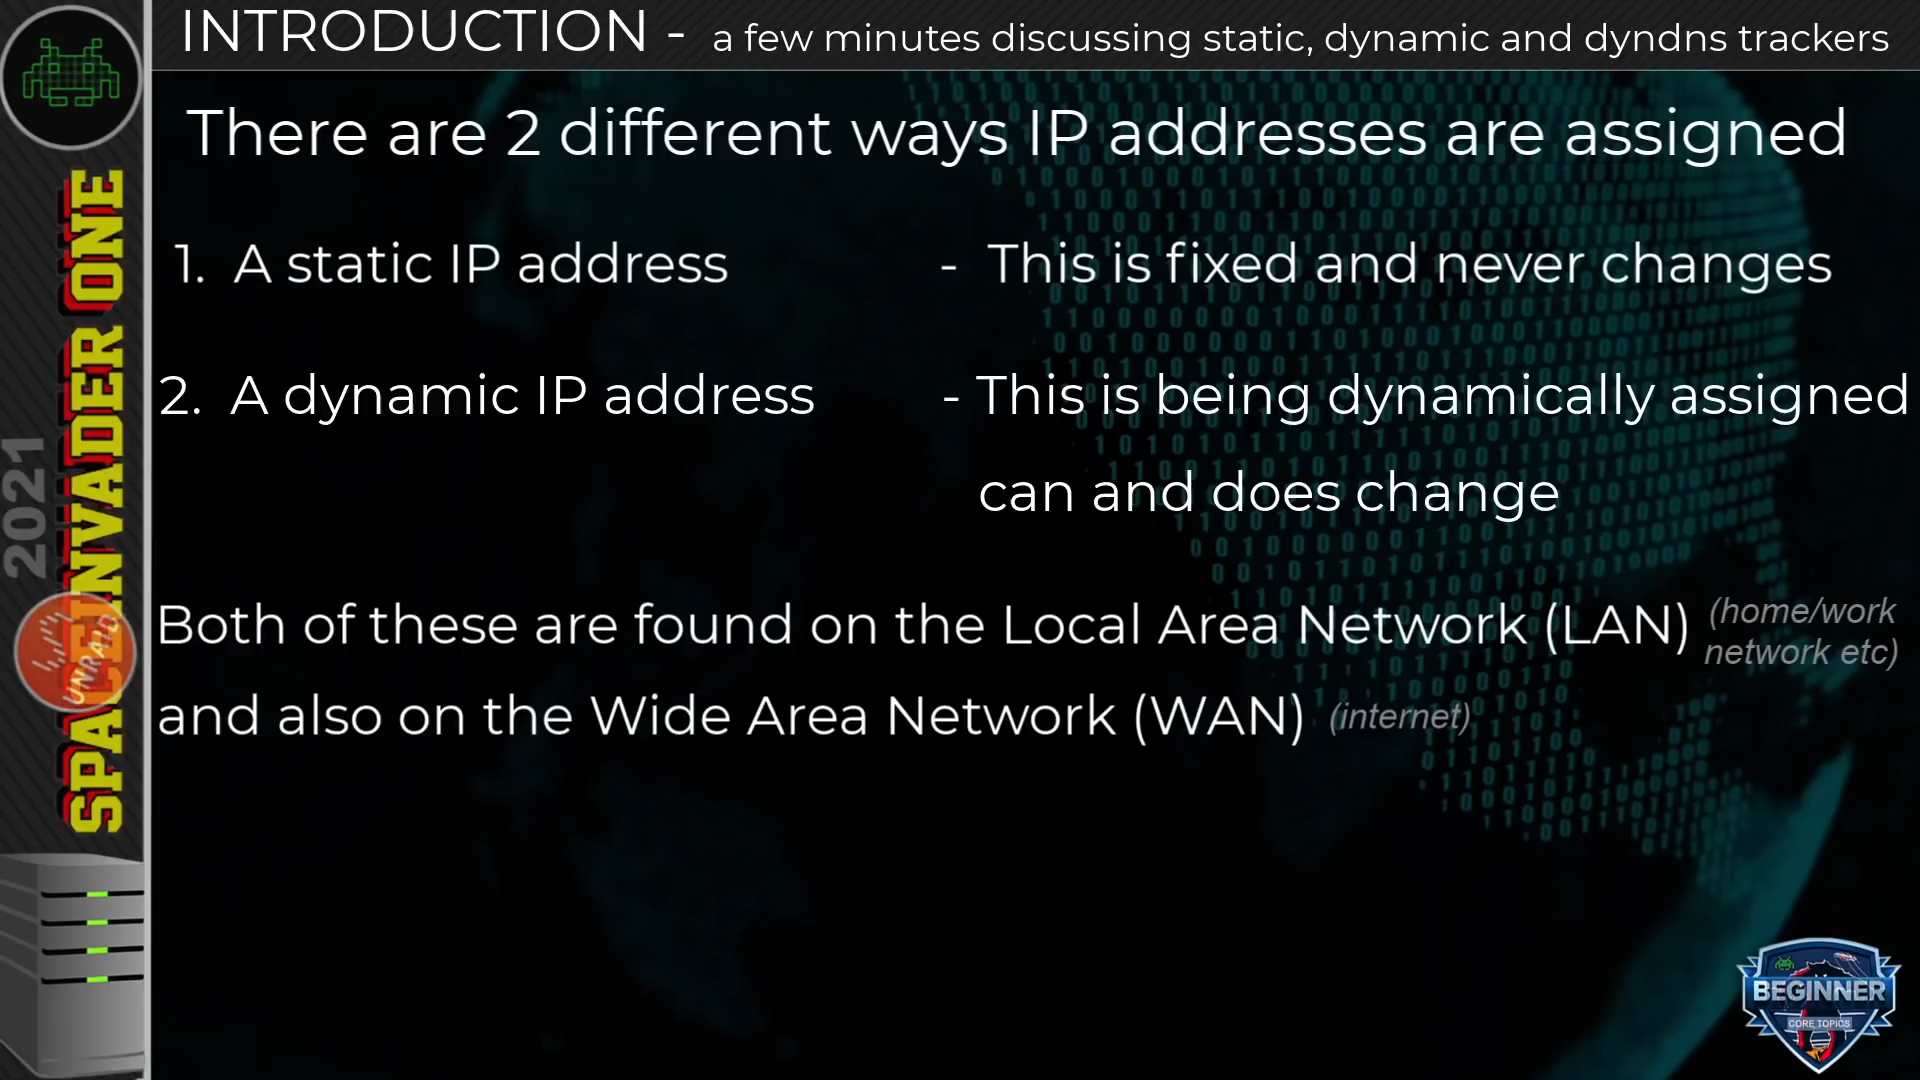 INTRODUCTION - a few minutes discussing static, dynamic and dyndns trackers
There are 2 different ways IP addresses are assigned
1. A static IP address - This is fixed and never changes
2. A dynamic IP address - This is being dynamically assigned
can and does change
Both of these are found on the Local Area Network (LAN) (home/work
network etc)
and also on the Wide Area Network (WAN) (internet)
2021
SPACEINVADER ONE
UNRAID
BEGINNER
CORE TOPICS